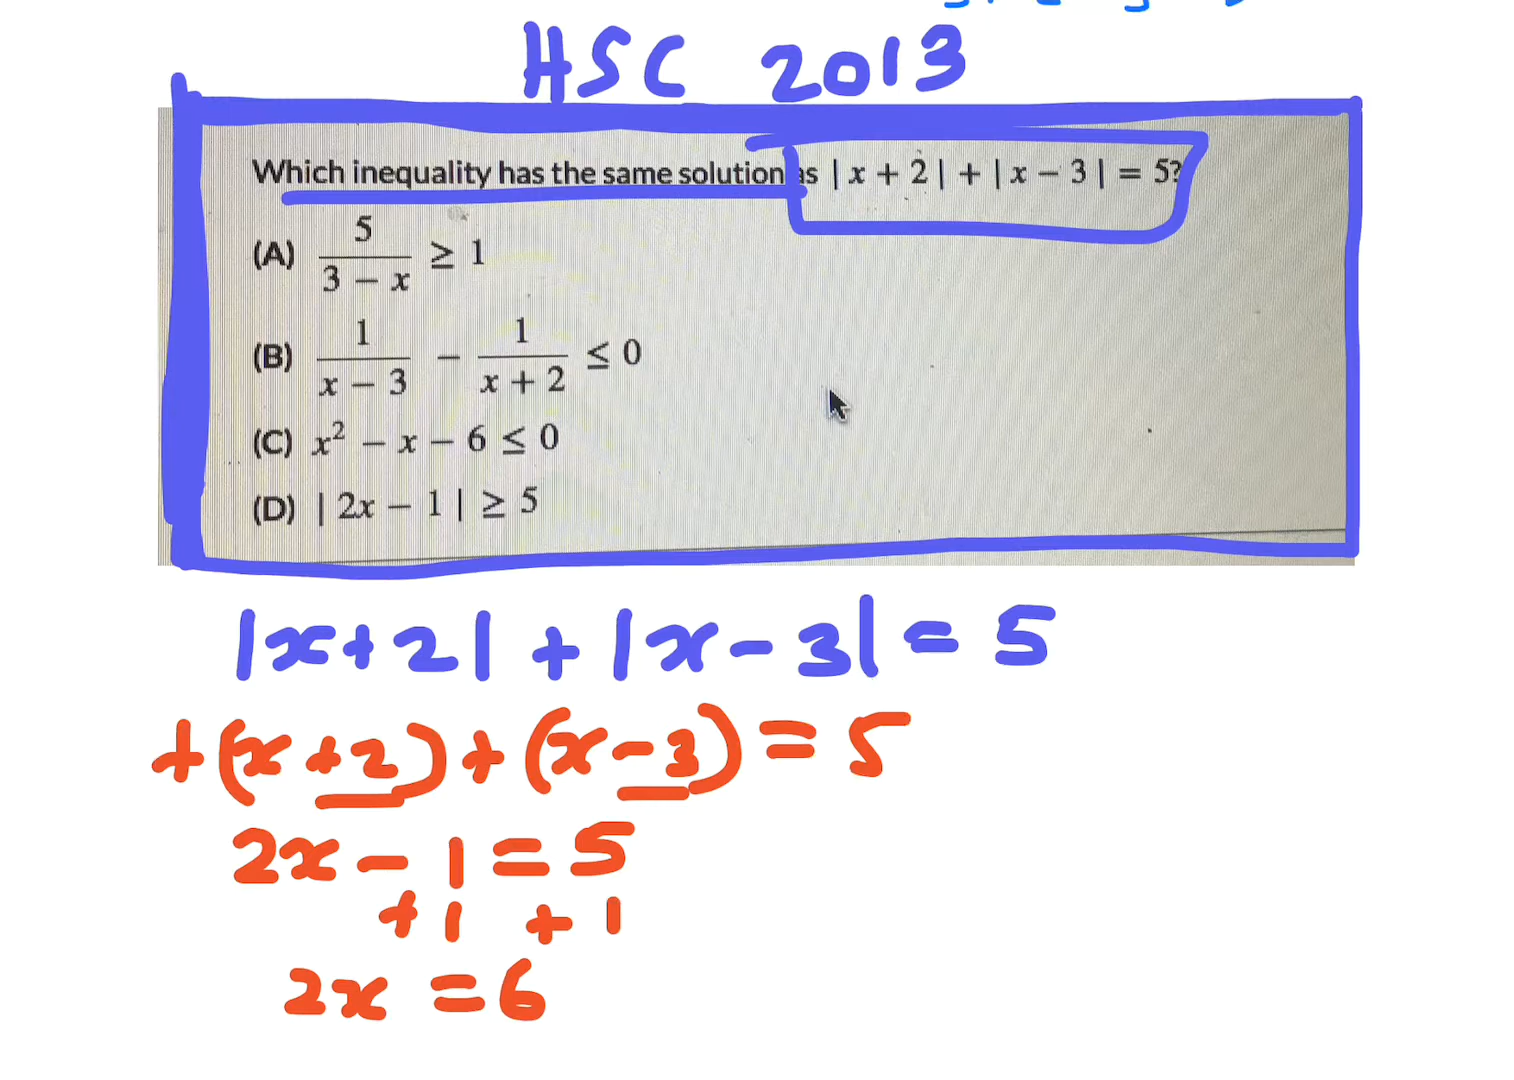 HSC 2013
Which inequality has the same solution as | x + 2 | + | x − 3 | = 5?
(A) 5/(3 − x) ≥ 1
(B) 1/(x − 3) − 1/(x + 2) ≤ 0
(C) x² − x − 6 ≤ 0
(D) | 2x − 1 | ≥ 5
|x+2| + |x-3| = 5
+(x+2)+(x-3)=5
2x - 1 = 5
+1 +1
2x = 6